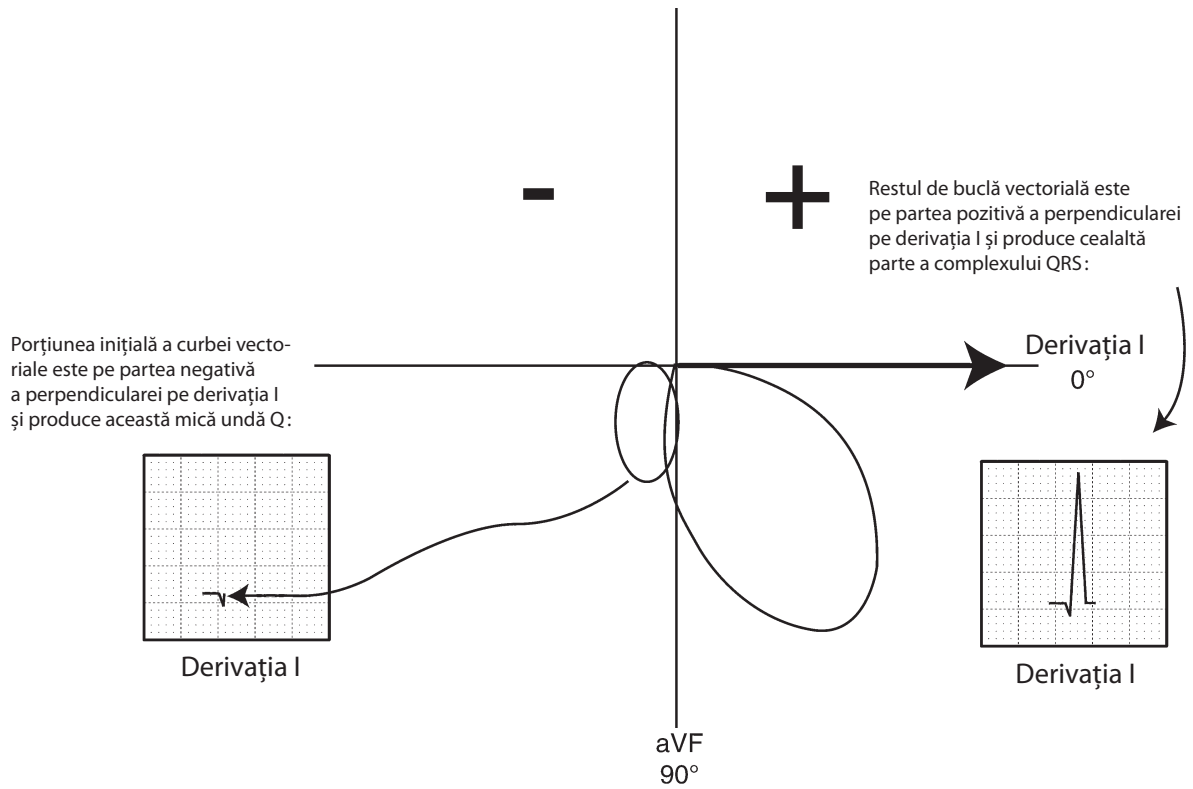 -
+
Restul de buclă vectorială este
pe partea pozitivă a perpendicularei
pe derivația I și produce cealaltă
parte a complexului QRS:
Porțiunea inițială a curbei vecto-
riale este pe partea negativă
a perpendicularei pe derivația I
și produce această mică undă Q:
Derivația I
0°
Derivația I
Derivația I
aVF
90°